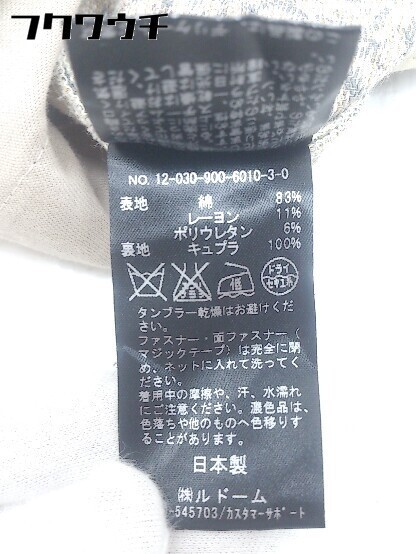 フクワウチ
NO. 12-030-900-6010-3-0
表地 綿 83%
レーヨン 11%
ポリウレタン 6%
裏地 キュプラ 100%
低 ドライ セキユ系
タンブラー乾燥はお避けくだ
さい。
ファスナー・面ファスナー（
マジックテープ）は完全に閉
め、ネットに入れて洗ってく
ださい。
着用中の摩擦や、汗、水濡れ
にご注意ください。濃色品は、
色落ちや他のものへ色移りす
ることがあります。
日本製
㈱ルドーム
-545703/カスタマーサポート